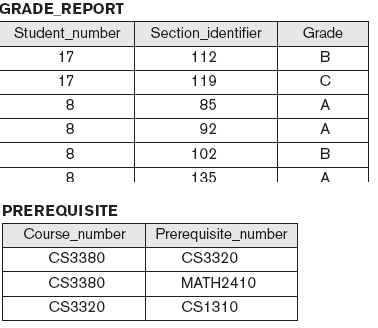 GRADE_REPORT
Student_number Section_identifier Grade
17 112 B
17 119 C
8 85 A
8 92 A
8 102 B
8 135 A
PREREQUISITE
Course_number Prerequisite_number
CS3380 CS3320
CS3380 MATH2410
CS3320 CS1310